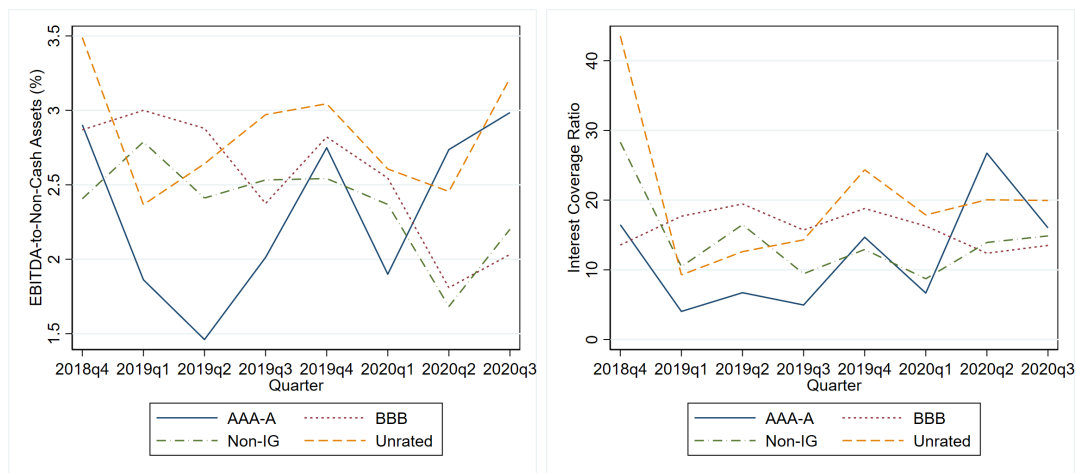 EBITDA-to-Non-Cash Assets (%)
3.5
3
2.5
2
1.5
2018q4 2019q1 2019q2 2019q3 2019q4 2020q1 2020q2 2020q3
Quarter
AAA-A BBB
Non-IG Unrated
Interest Coverage Ratio
40
30
20
10
0
2018q4 2019q1 2019q2 2019q3 2019q4 2020q1 2020q2 2020q3
Quarter
AAA-A BBB
Non-IG Unrated